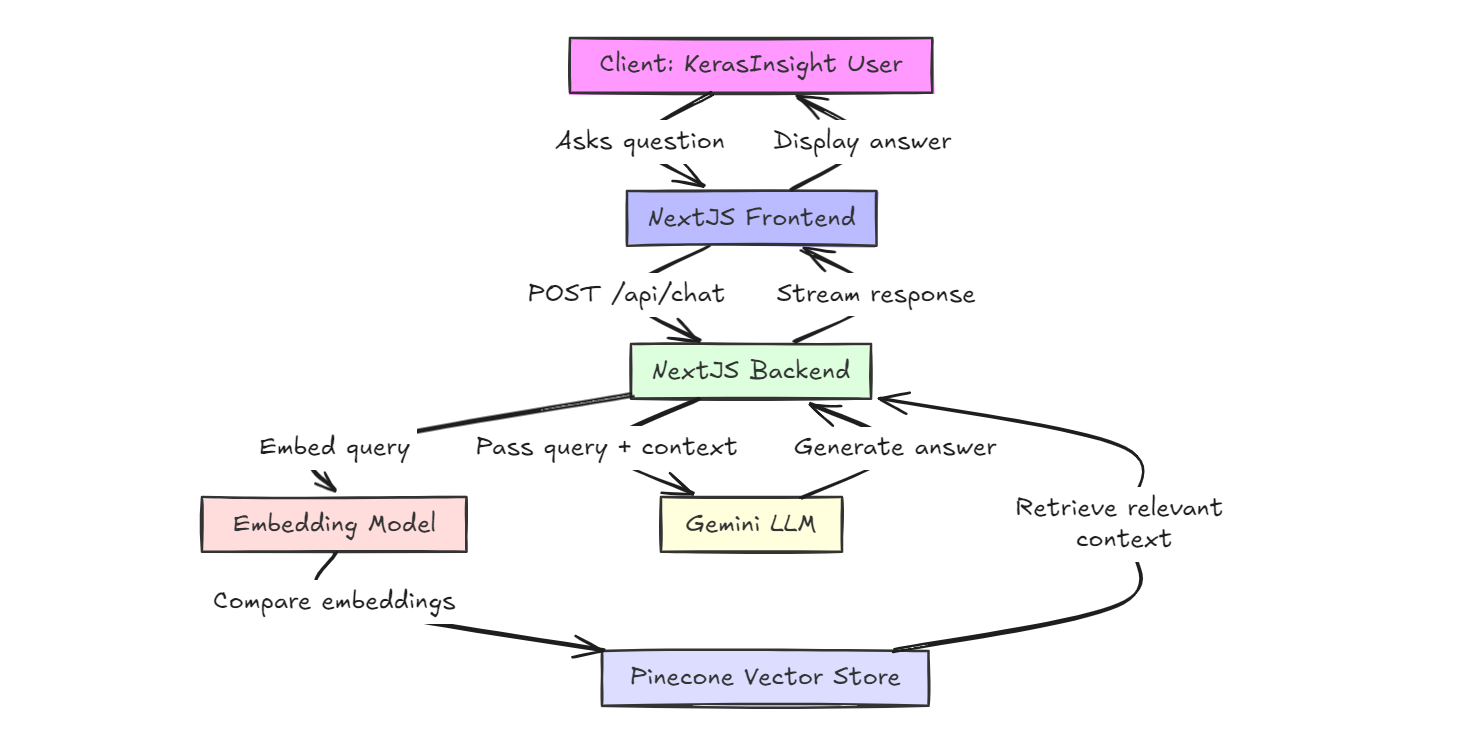 Client: KerasInsight User
Asks question
Display answer
NextJS Frontend
POST /api/chat
Stream response
NextJS Backend
Embed query
Pass query + context
Generate answer
Embedding Model
Gemini LLM
Retrieve relevant
context
Compare embeddings
Pinecone Vector Store